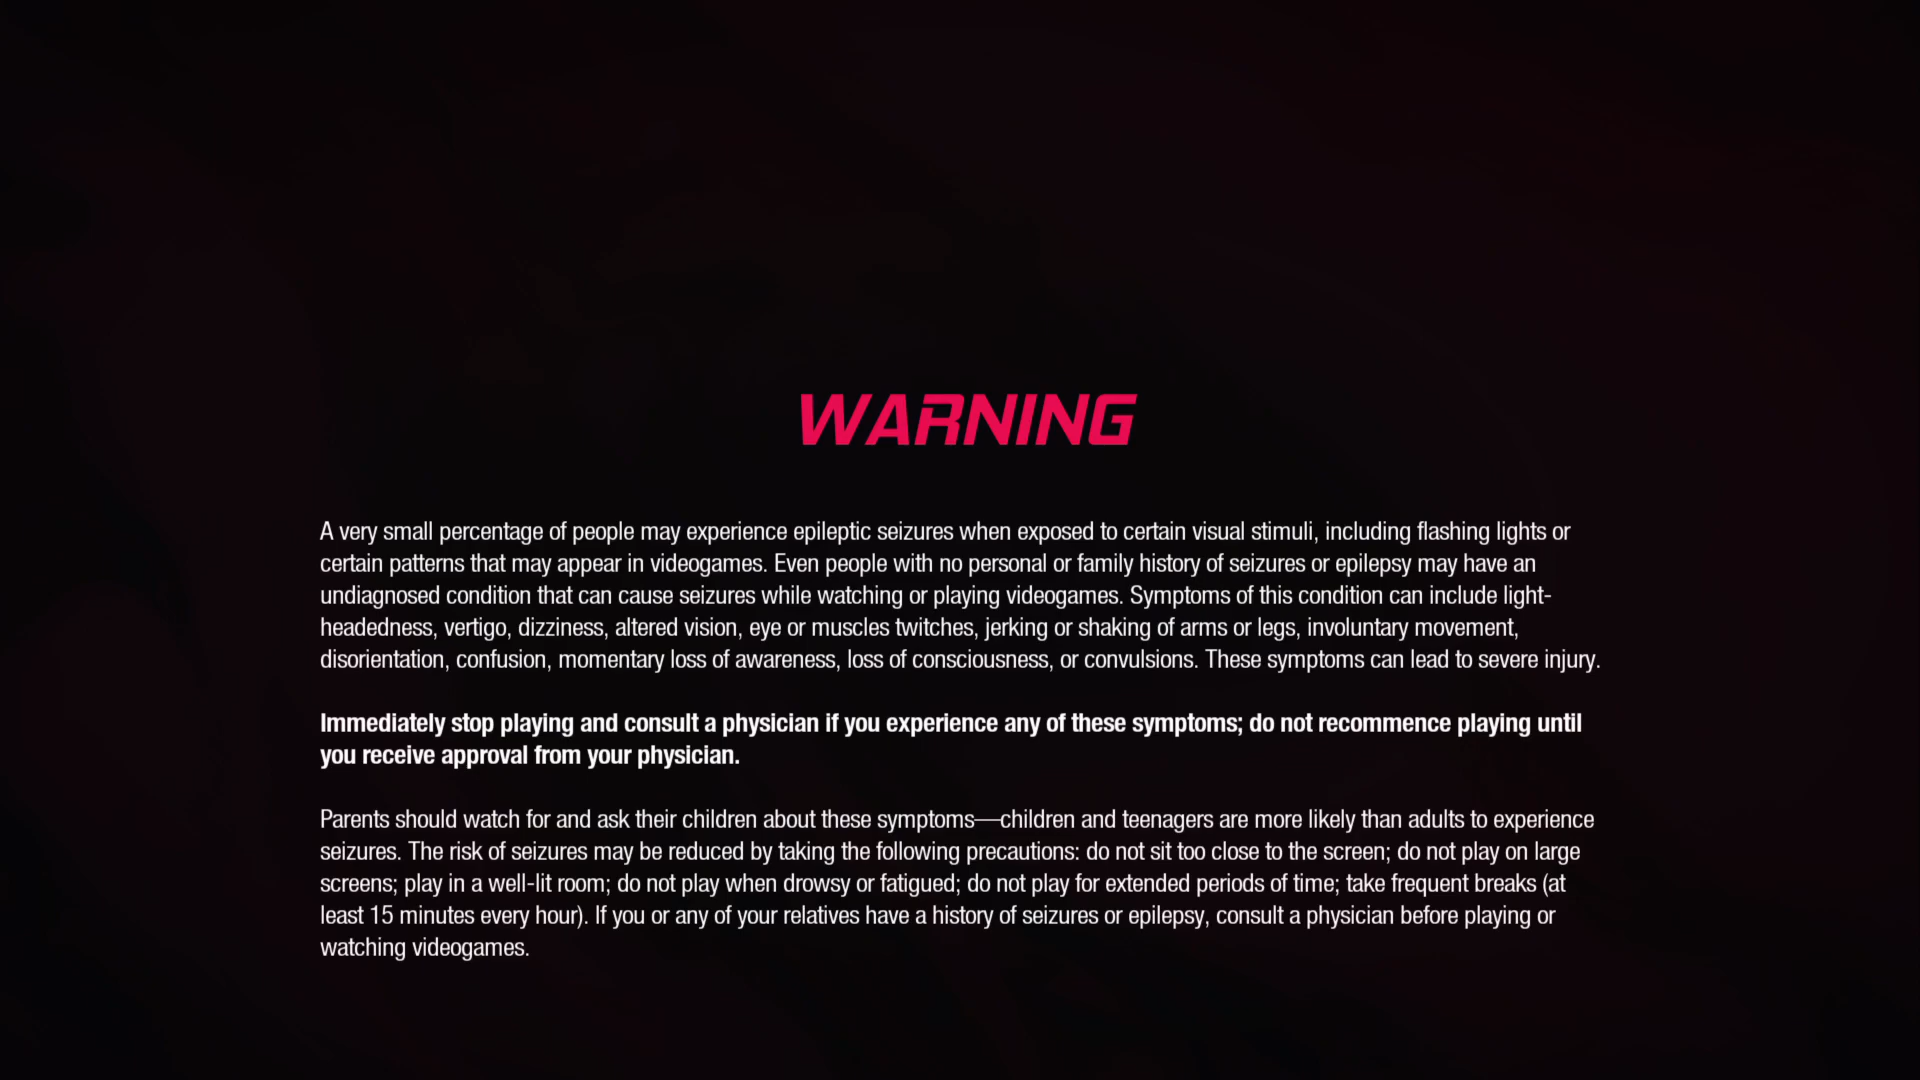 WARNING
A very small percentage of people may experience epileptic seizures when exposed to certain visual stimuli, including flashing lights or
certain patterns that may appear in videogames. Even people with no personal or family history of seizures or epilepsy may have an
undiagnosed condition that can cause seizures while watching or playing videogames. Symptoms of this condition can include light-
headedness, vertigo, dizziness, altered vision, eye or muscles twitches, jerking or shaking of arms or legs, involuntary movement,
disorientation, confusion, momentary loss of awareness, loss of consciousness, or convulsions. These symptoms can lead to severe injury.
Immediately stop playing and consult a physician if you experience any of these symptoms; do not recommence playing until
you receive approval from your physician.
Parents should watch for and ask their children about these symptoms—children and teenagers are more likely than adults to experience
seizures. The risk of seizures may be reduced by taking the following precautions: do not sit too close to the screen; do not play on large
screens; play in a well-lit room; do not play when drowsy or fatigued; do not play for extended periods of time; take frequent breaks (at
least 15 minutes every hour). If you or any of your relatives have a history of seizures or epilepsy, consult a physician before playing or
watching videogames.